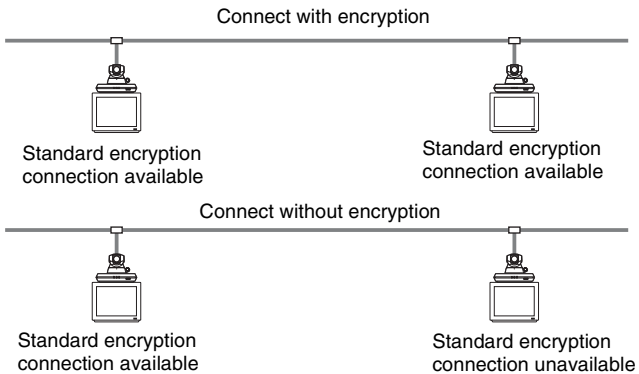 Connect with encryption
Standard encryption
connection available
Standard encryption
connection available
Connect without encryption
Standard encryption
connection available
Standard encryption
connection unavailable